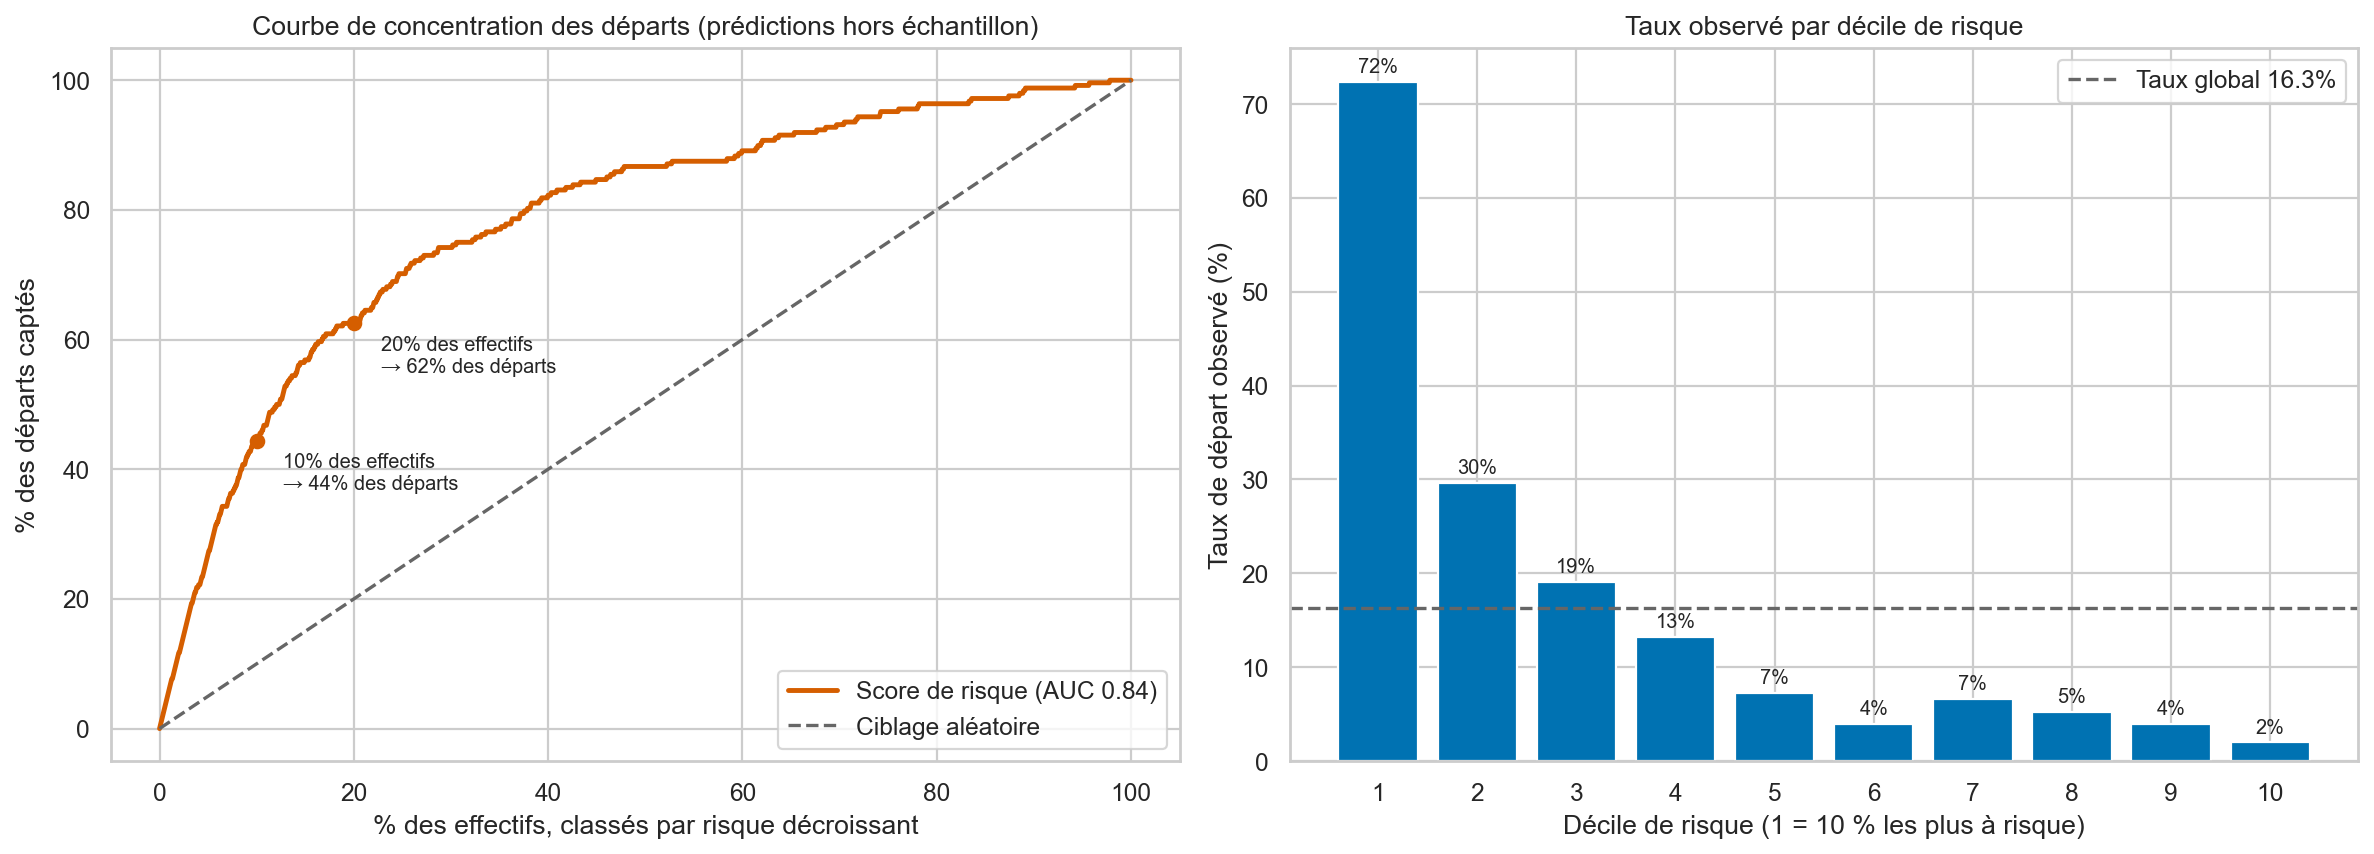 Courbe de concentration des départs (prédictions hors échantillon)
% des départs captés
100
80
60
40
20
0
20% des effectifs
→ 62% des départs
10% des effectifs
→ 44% des départs
Score de risque (AUC 0.84)
Ciblage aléatoire
0 20 40 60 80 100
% des effectifs, classés par risque décroissant
Taux observé par décile de risque
Taux de départ observé (%)
70
60
50
40
30
20
10
0
Taux global 16.3%
72%
30%
19%
13%
7%
4%
7%
5%
4%
2%
1 2 3 4 5 6 7 8 9 10
Décile de risque (1 = 10 % les plus à risque)